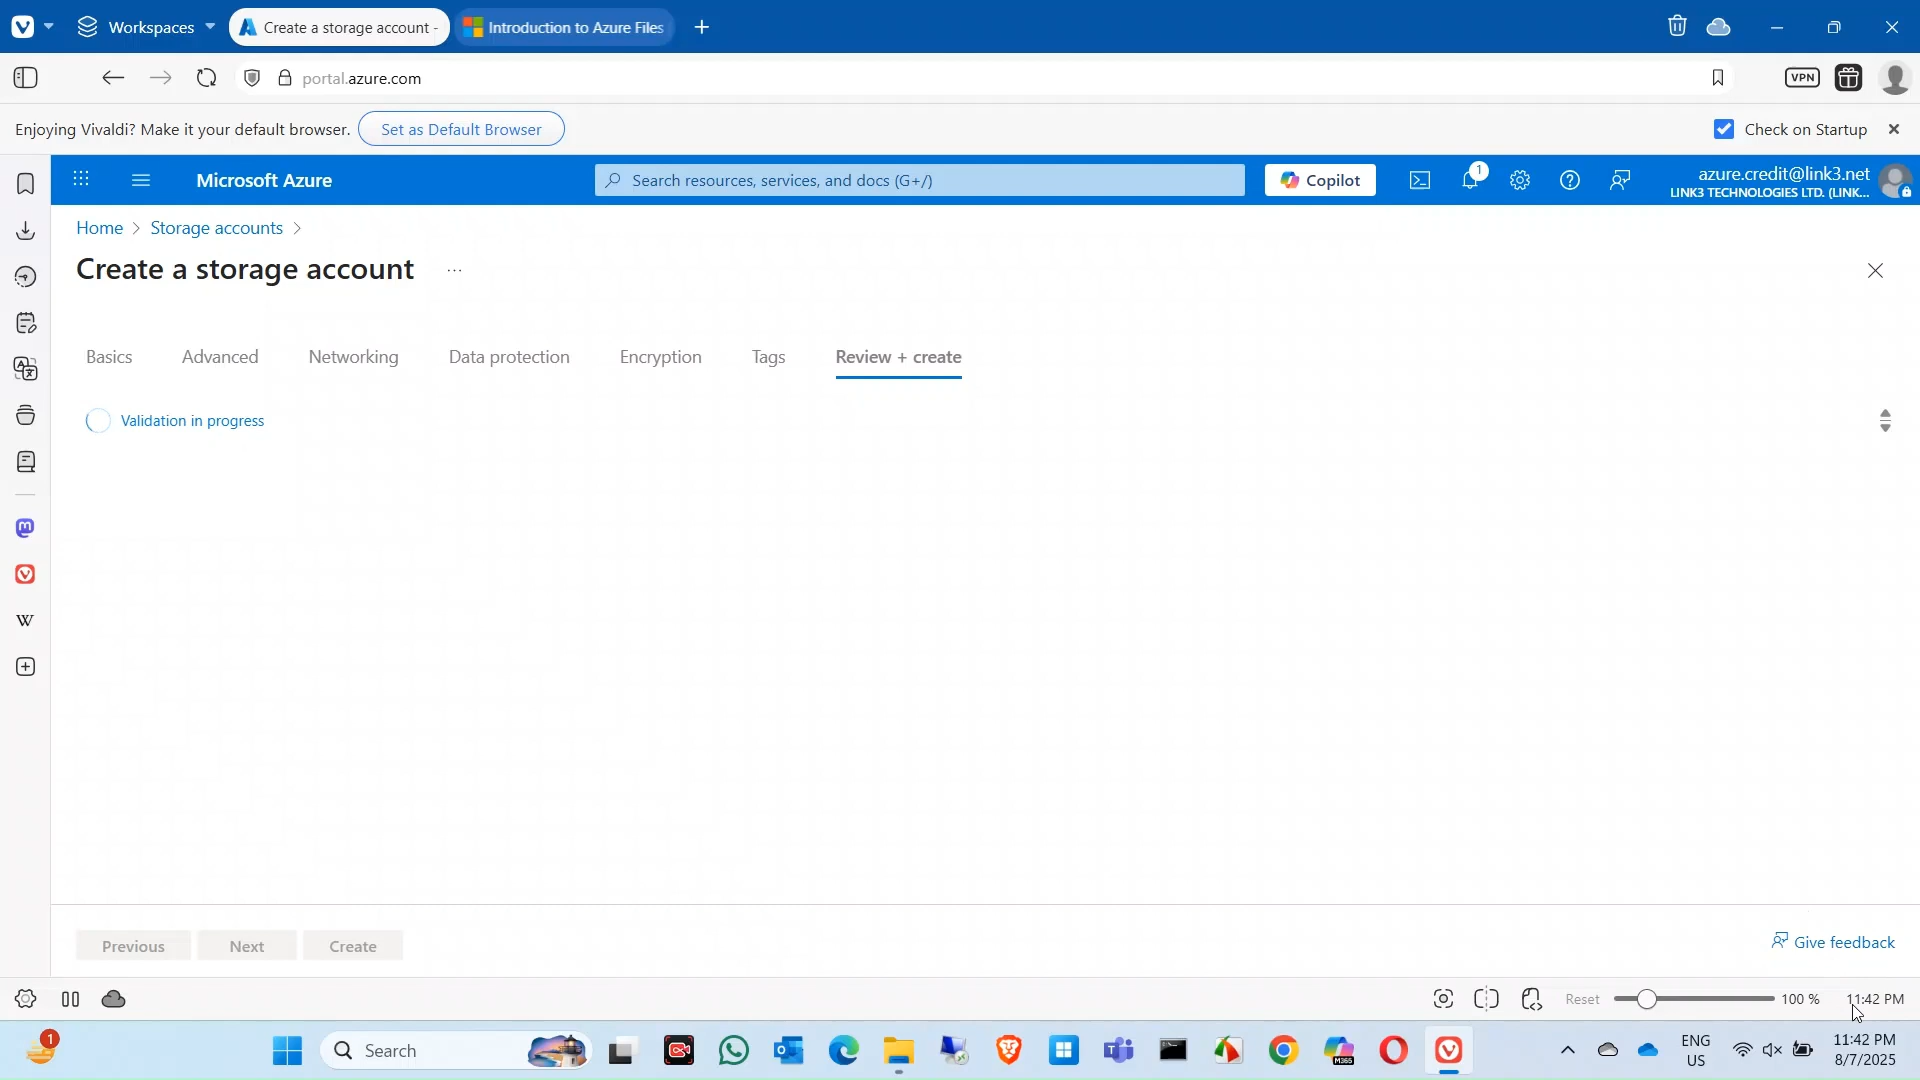 Workspaces
Create a storage account -
Introduction to Azure Files
portal.azure.com
VPN
Enjoying Vivaldi? Make it your default browser.
Set as Default Browser
Check on Startup
Microsoft Azure
Search resources, services, and docs (G+/)
Copilot
1
azure.credit@link3.net
LINK3 TECHNOLOGIES LTD. (LINK...
Home > Storage accounts >
Create a storage account
...
Basics
Advanced
Networking
Data protection
Encryption
Tags
Review + create
Validation in progress
Previous
Next
Create
Give feedback
Reset
100 %
11:42 PM
1
Search
M365
ENG
US
11:42 PM
8/7/2025